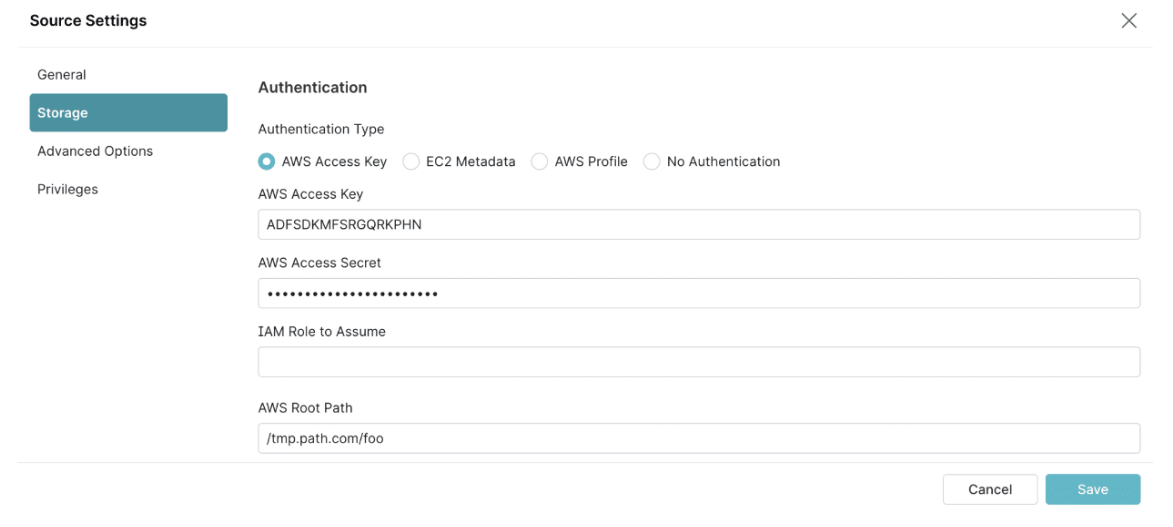 Source Settings
General
Storage
Advanced Options
Privileges
Authentication
Authentication Type
AWS Access Key EC2 Metadata AWS Profile No Authentication
AWS Access Key
ADFSDKMFSRGQRKPHN
AWS Access Secret
•••••••••••••••••••••••
IAM Role to Assume
AWS Root Path
/tmp.path.com/foo
Cancel Save